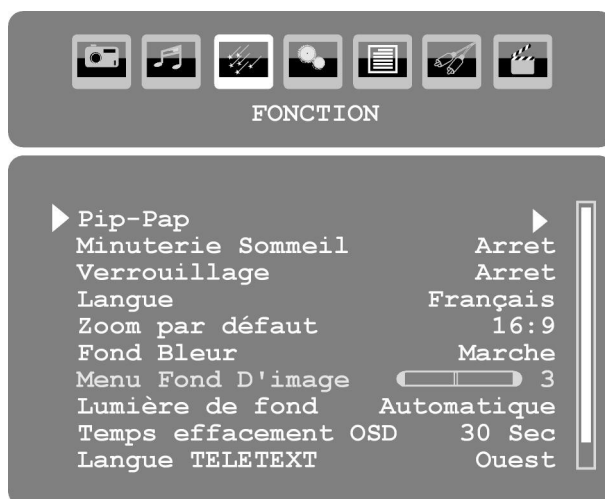 FONCTION
Pip-Pap
Minuterie Sommeil Arret
Verrouillage Arret
Langue Français
Zoom par défaut 16:9
Fond Bleur Marche
Menu Fond D'image 3
Lumière de fond Automatique
Temps effacement OSD 30 Sec
Langue TELETEXT Ouest